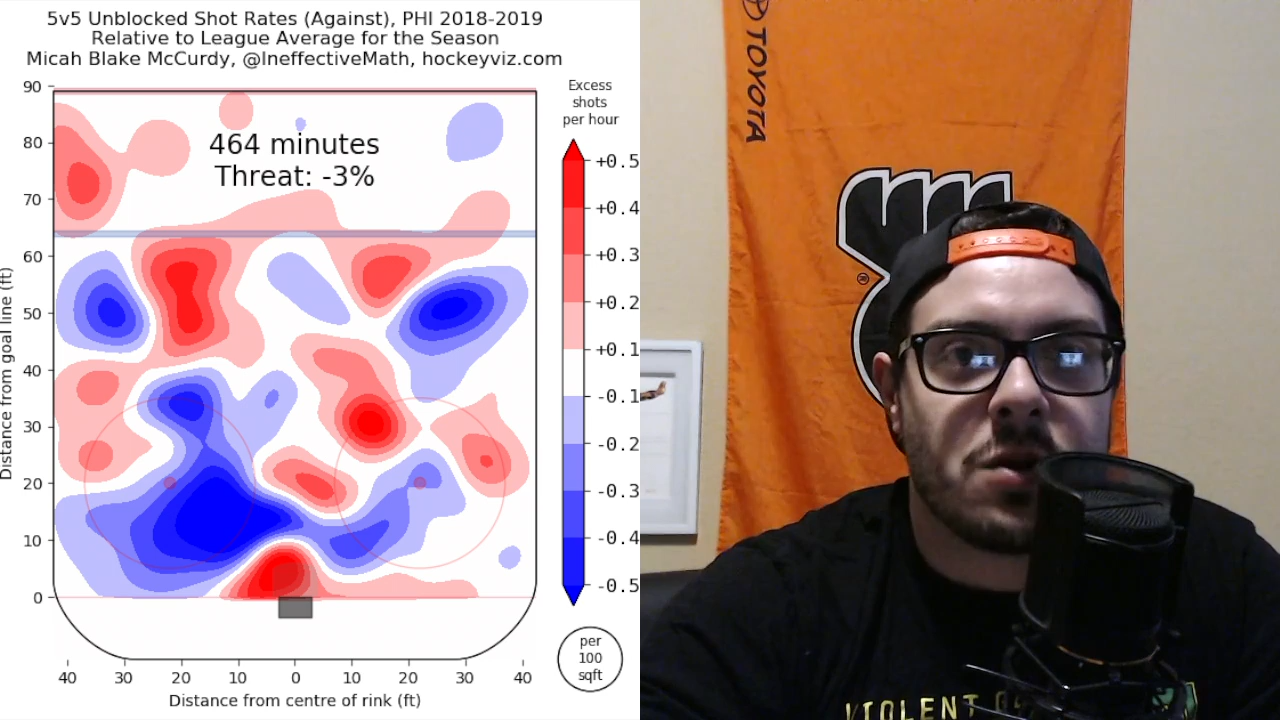 5v5 Unblocked Shot Rates (Against), PHI 2018-2019
Relative to League Average for the Season
Micah Blake McCurdy, @IneffectiveMath, hockeyviz.com
Excess
shots
per hour
464 minutes
Threat: -3%
Distance from goal line (ft)
90
80
70
60
50
40
30
20
10
0
+0.5
+0.4
+0.3
+0.2
+0.1
-0.1
-0.2
-0.3
-0.4
-0.5
per
100
sqft
40
30
20
10
0
10
20
30
40
Distance from centre of rink (ft)
TOYOTA
®
VIOLENT